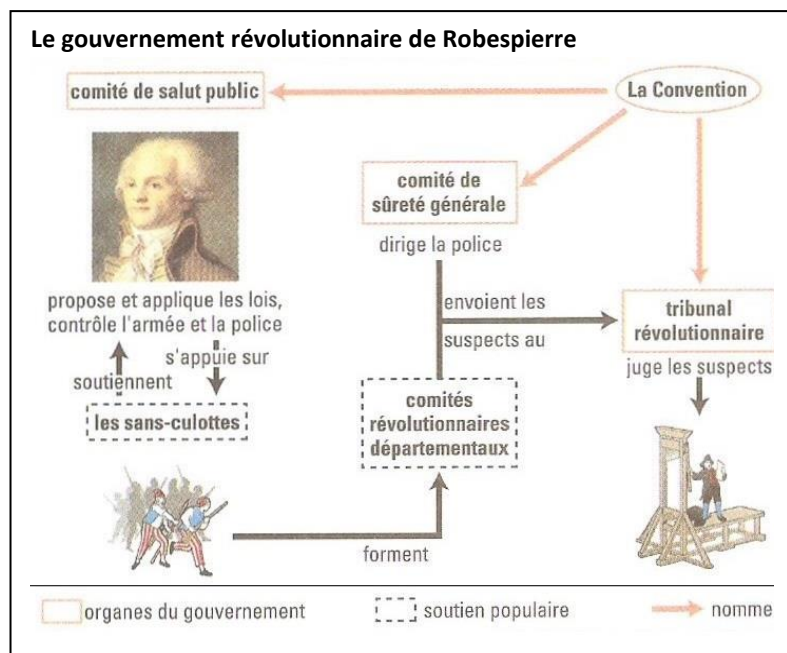 Le gouvernement révolutionnaire de Robespierre
comité de salut public
La Convention
comité de
sûreté générale
dirige la police
propose et applique les lois,
contrôle l'armée et la police
soutiennent
s'appuie sur
les sans-culottes
envoient les
suspects au
tribunal
révolutionnaire
juge les suspects
comités
révolutionnaires
départementaux
forment
organes du gouvernement
soutien populaire
nomme